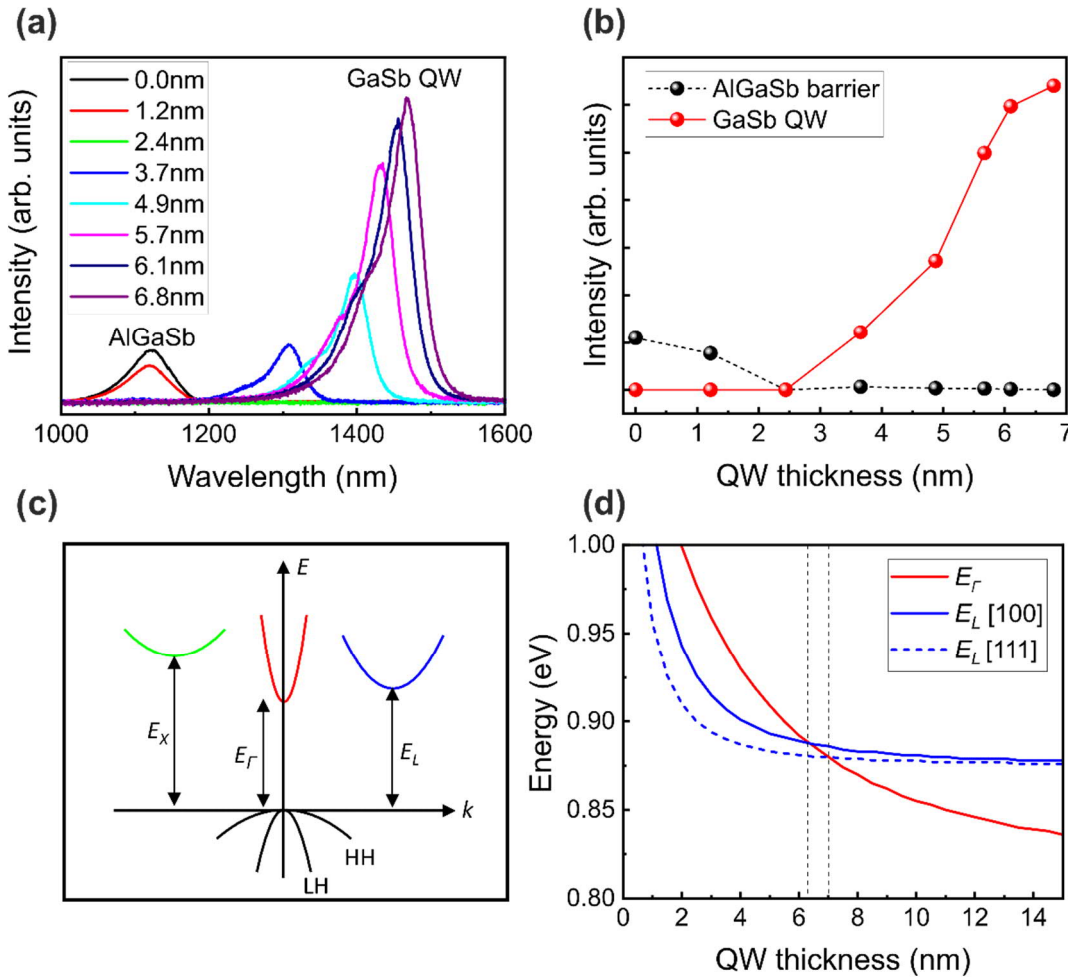 (a)
Intensity (arb. units)
0.0nm
1.2nm
2.4nm
3.7nm
4.9nm
5.7nm
6.1nm
6.8nm
GaSb QW
AlGaSb
1000 1200 1400 1600
Wavelength (nm)
(b)
Intensity (arb. units)
AlGaSb barrier
GaSb QW
0 1 2 3 4 5 6 7
QW thickness (nm)
(c)
E
E_X
E_Γ
E_L
k
HH
LH
(d)
Energy (eV)
1.00
0.95
0.90
0.85
0.80
E_Γ
E_L [100]
E_L [111]
0 2 4 6 8 10 12 14
QW thickness (nm)